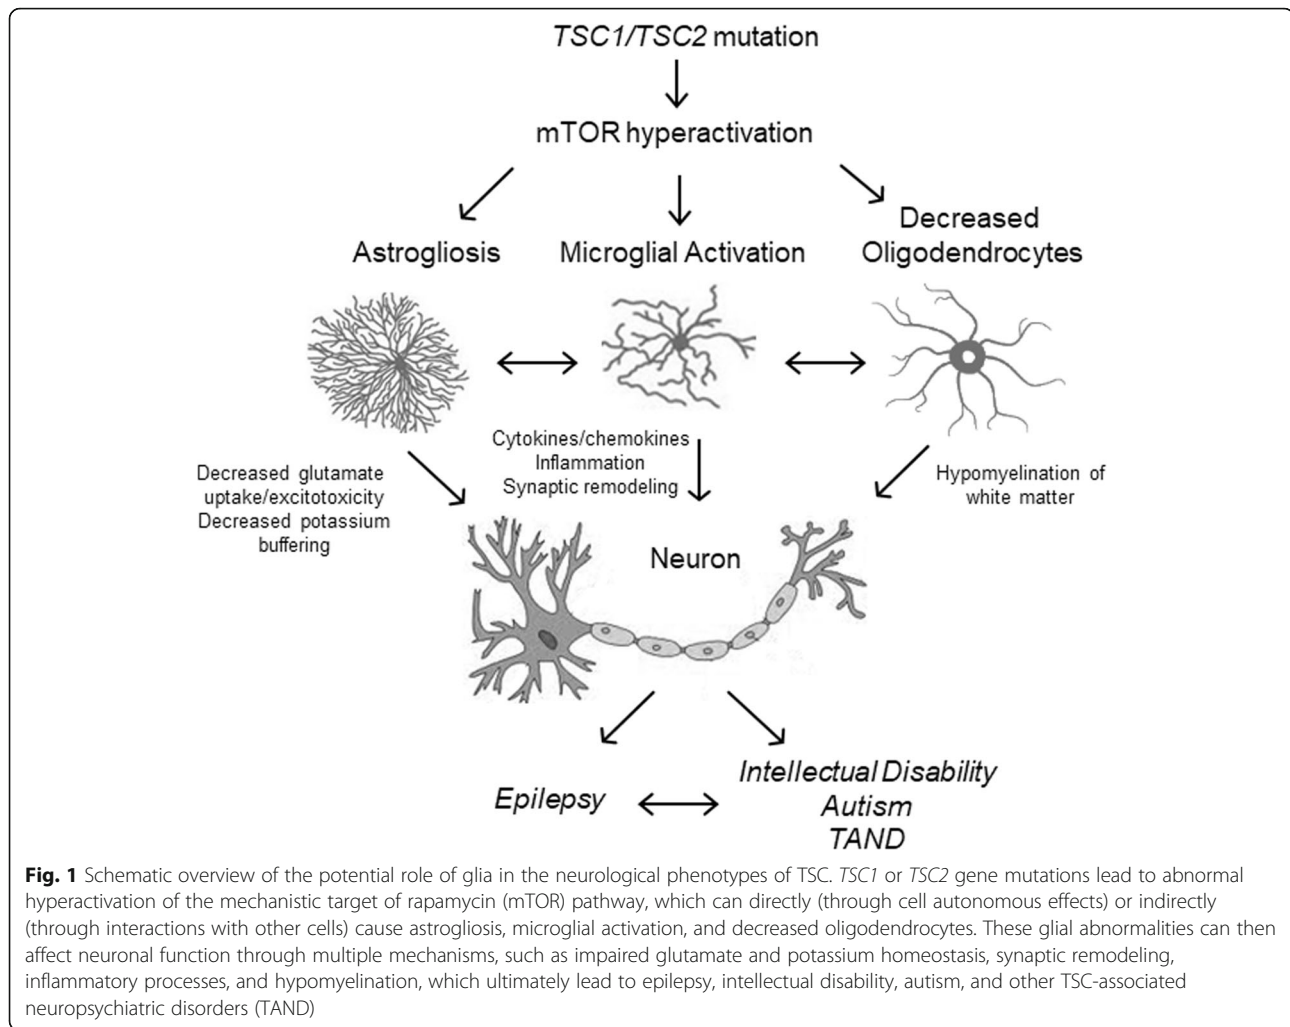 TSC1/TSC2 mutation
mTOR hyperactivation
Astrogliosis
Microglial Activation
Decreased
Oligodendrocytes
Decreased glutamate
uptake/excitotoxicity
Decreased potassium
buffering
Cytokines/chemokines
Inflammation
Synaptic remodeling
Hypomyelination of
white matter
Neuron
Epilepsy
Intellectual Disability
Autism
TAND
Fig. 1 Schematic overview of the potential role of glia in the neurological phenotypes of TSC. TSC1 or TSC2 gene mutations lead to abnormal
hyperactivation of the mechanistic target of rapamycin (mTOR) pathway, which can directly (through cell autonomous effects) or indirectly
(through interactions with other cells) cause astrogliosis, microglial activation, and decreased oligodendrocytes. These glial abnormalities can then
affect neuronal function through multiple mechanisms, such as impaired glutamate and potassium homeostasis, synaptic remodeling,
inflammatory processes, and hypomyelination, which ultimately lead to epilepsy, intellectual disability, autism, and other TSC-associated
neuropsychiatric disorders (TAND)